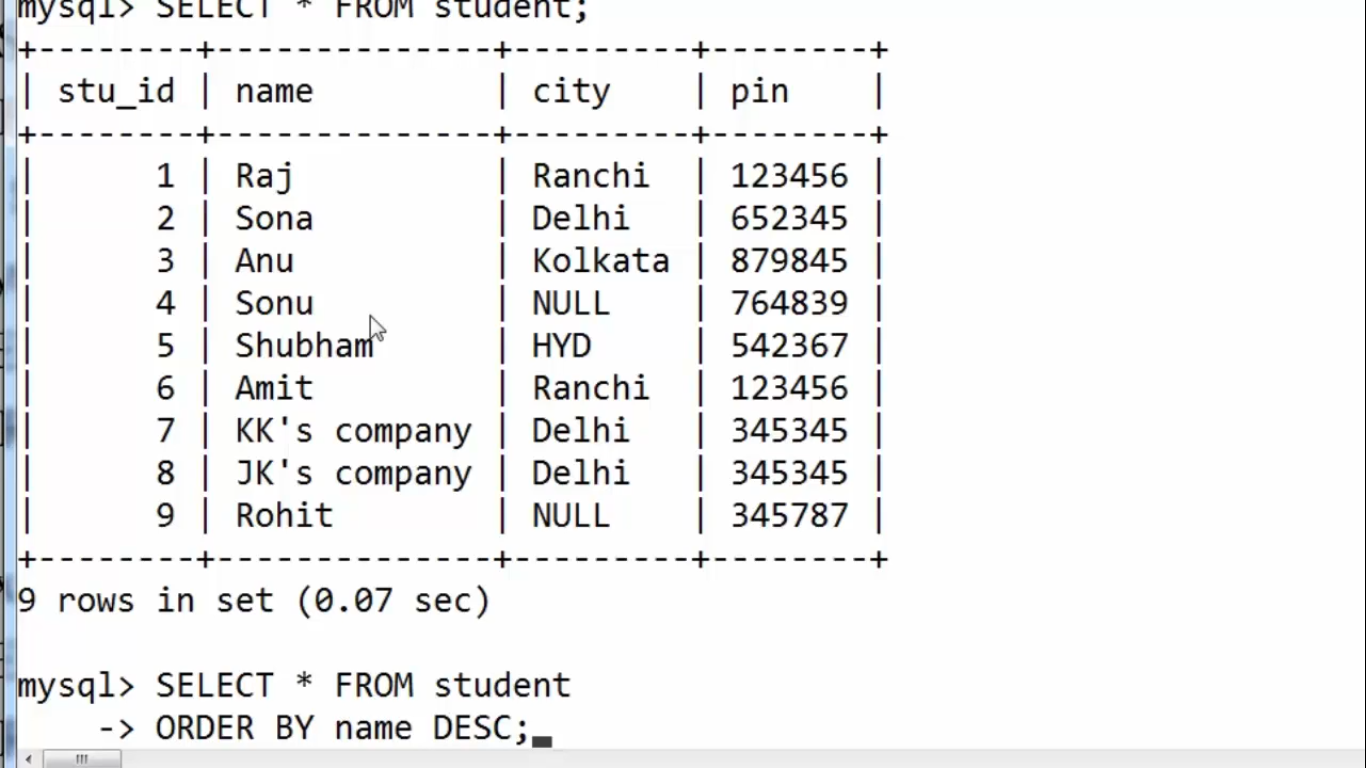 mysql> SELECT * FROM student;
+--------+--------------+---------+--------+
| stu_id | name         | city    | pin    |
+--------+--------------+---------+--------+
|      1 | Raj          | Ranchi  | 123456 |
|      2 | Sona         | Delhi   | 652345 |
|      3 | Anu          | Kolkata | 879845 |
|      4 | Sonu         | NULL    | 764839 |
|      5 | Shubham      | HYD     | 542367 |
|      6 | Amit         | Ranchi  | 123456 |
|      7 | KK's company | Delhi   | 345345 |
|      8 | JK's company | Delhi   | 345345 |
|      9 | Rohit        | NULL    | 345787 |
+--------+--------------+---------+--------+
9 rows in set (0.07 sec)
mysql> SELECT * FROM student
    -> ORDER BY name DESC;